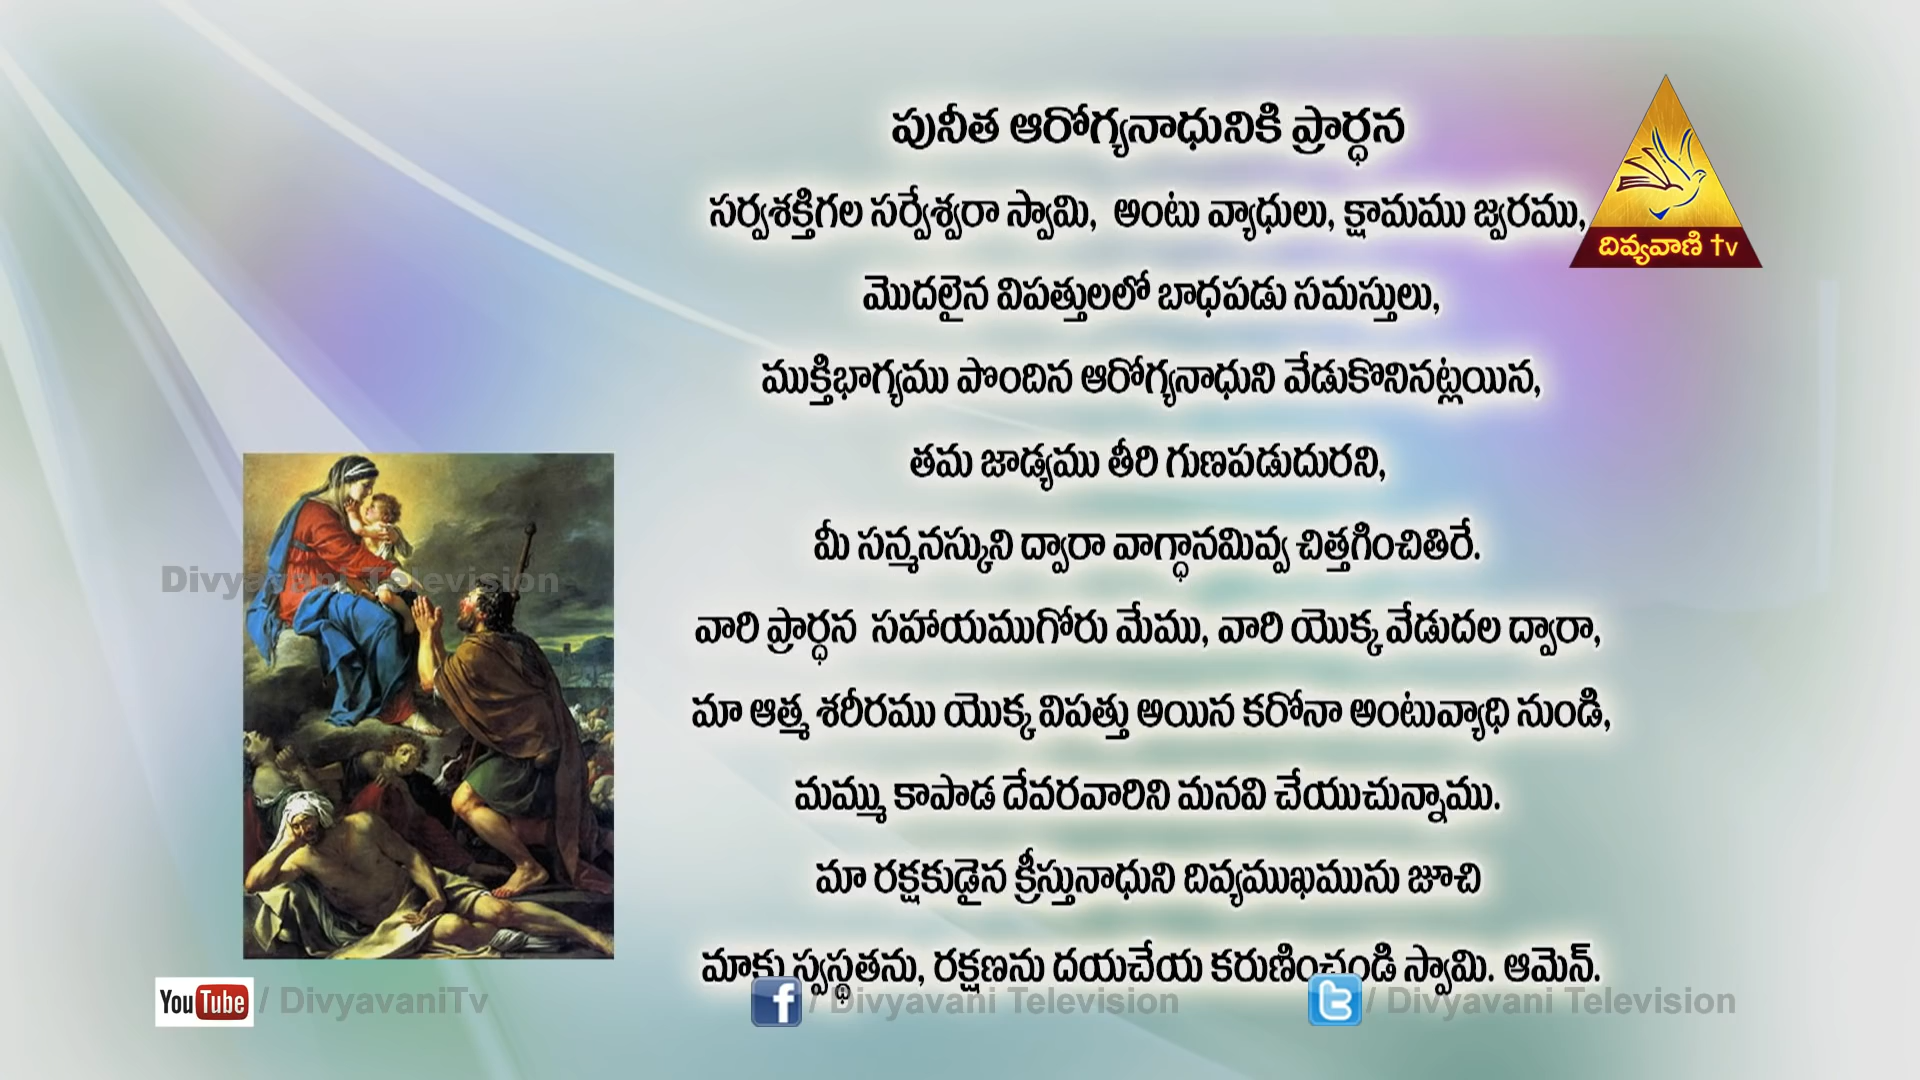 పునీత ఆరోగ్యనాధునికి ప్రార్ధన
సర్వశక్తిగల సర్వేశ్వరా స్వామి, అంటు వ్యాధులు, క్షామము జ్వరము,
మొదలైన విపత్తులలో బాధపడు సమస్తులు,
ముక్తిభాగ్యము పొందిన ఆరోగ్యనాధుని వేడుకొనినట్లయిన,
తమ జాడ్యము తీరి గుణపడుదురని,
మీ సన్మనస్కుని ద్వారా వాగ్ధానమివ్వ చిత్తగించితిరే.
వారి ప్రార్ధన సహాయముగోరు మేము, వారి యొక్క వేడుదల ద్వారా,
మా ఆత్మ శరీరము యొక్క విపత్తు అయిన కరోనా అంటువ్యాధి నుండి,
మమ్ము కాపాడ దేవరవారిని మనవి చేయుచున్నాము.
మా రక్షకుడైన క్రీస్తునాధుని దివ్యముఖమును జూచి
మాకు స్వస్థతను, రక్షణను దయచేయ కరుణించండి స్వామి. ఆమెన్.
దివ్యవాణి tv
Divyavani Television
YouTube / DivyavaniTv
f / Divyavani Television
t / Divyavani Television